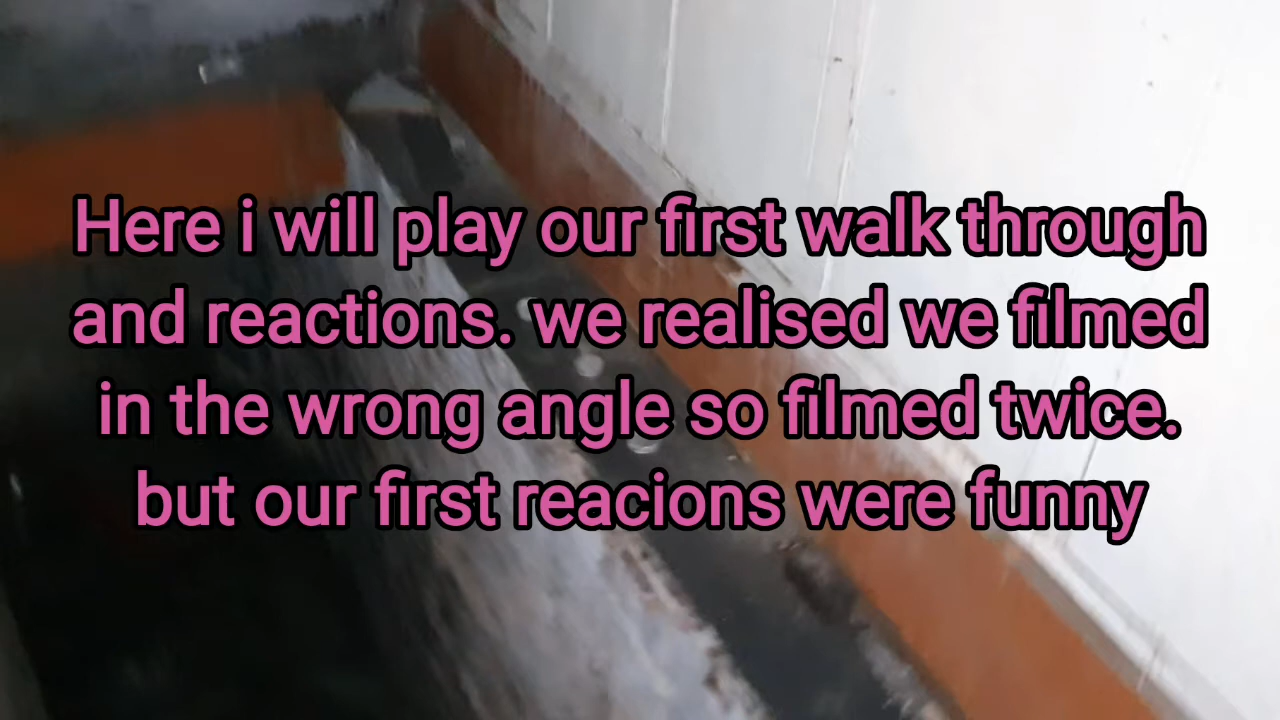 Here i will play our first walk through
and reactions. we realised we filmed
in the wrong angle so filmed twice.
but our first reacions were funny